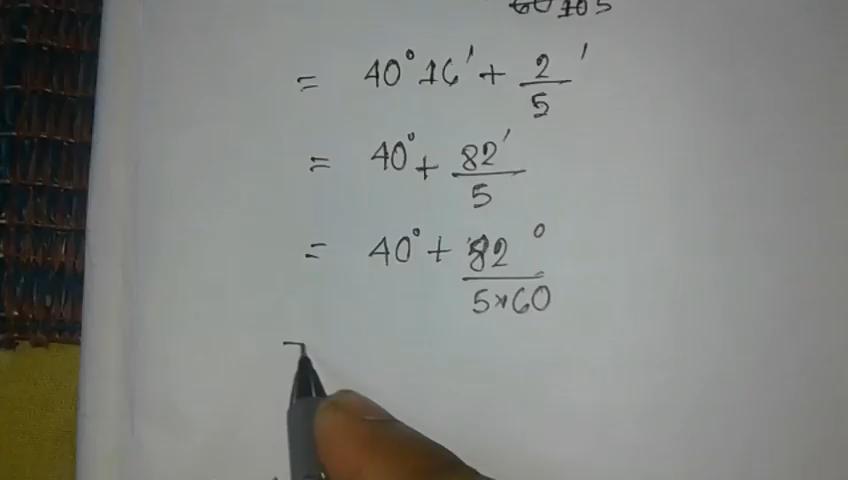 = 40° 16' + 2/5 '
= 40° + 82'/5
= 40° + 82°/5×60